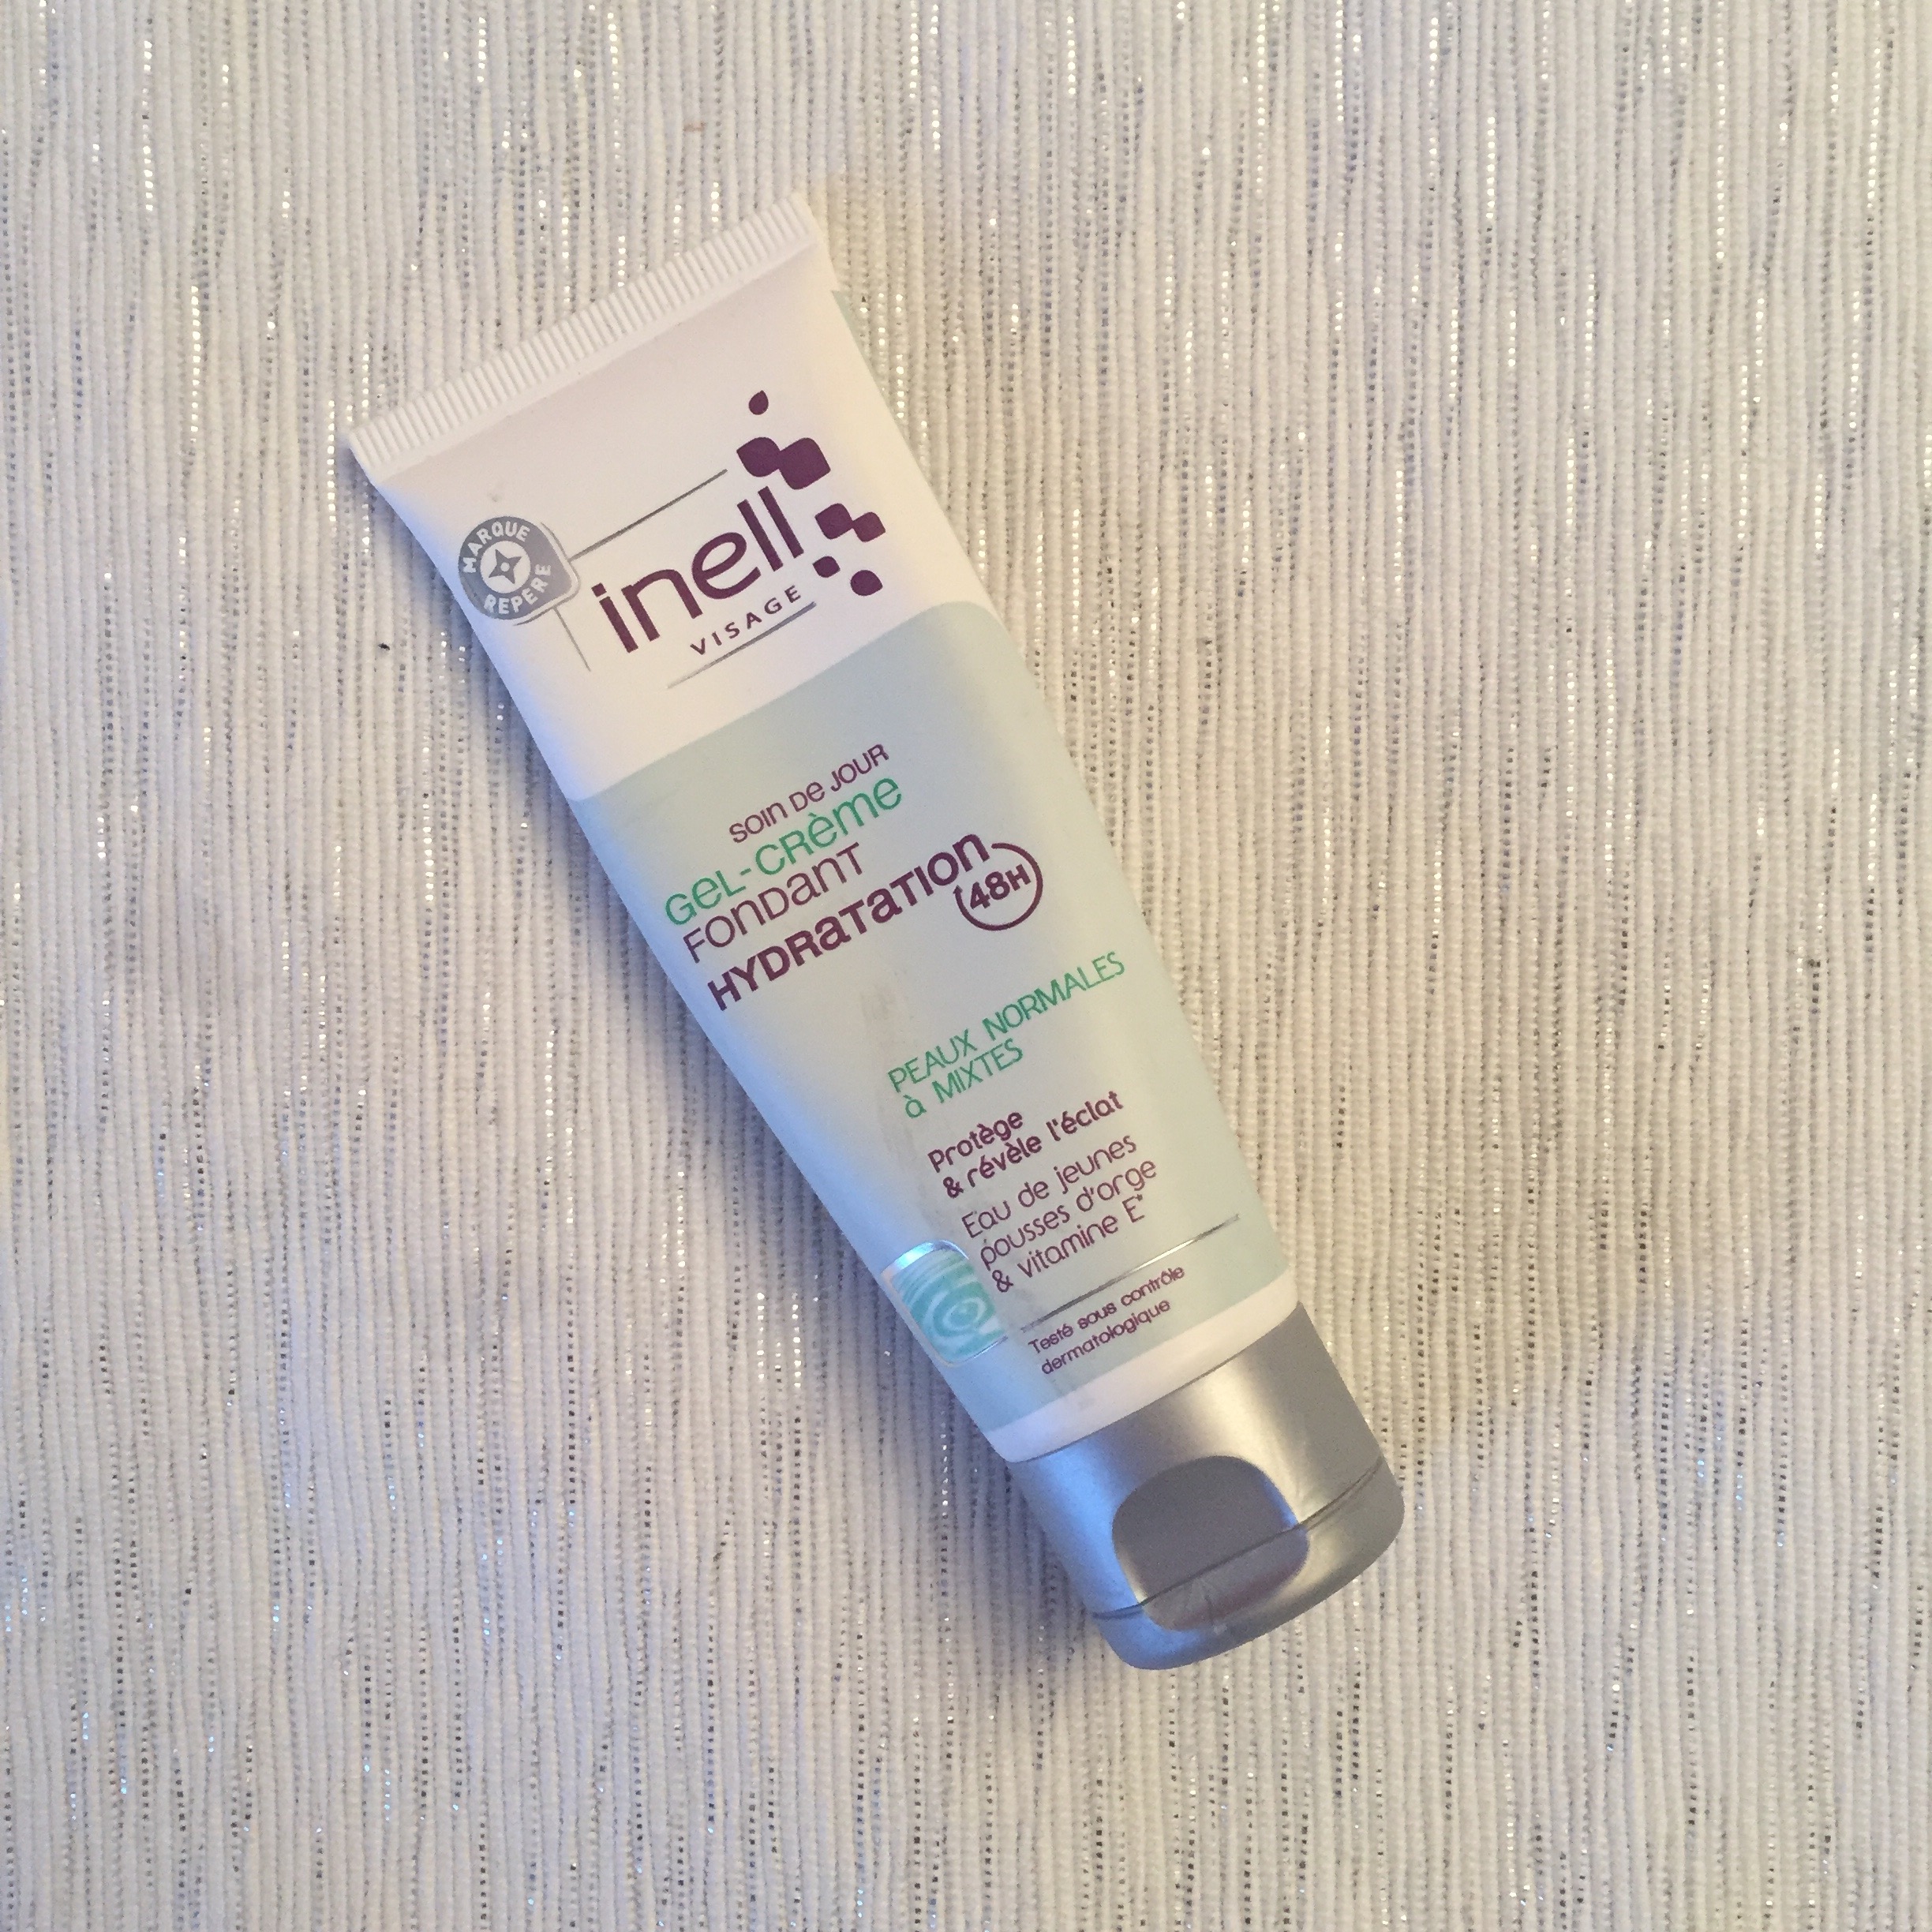 MARQUE
REPÈRE
inell
VISAGE
SOIN DE JOUR
GEL-CRÈME
FONDANT
HYDRATATION
48H
PEAUX NORMALES
à MIXTES
Protège
& révèle l'éclat
Eau de jeunes
pousses d'orge
& vitamine E*
Testé sous contrôle
dermatologique